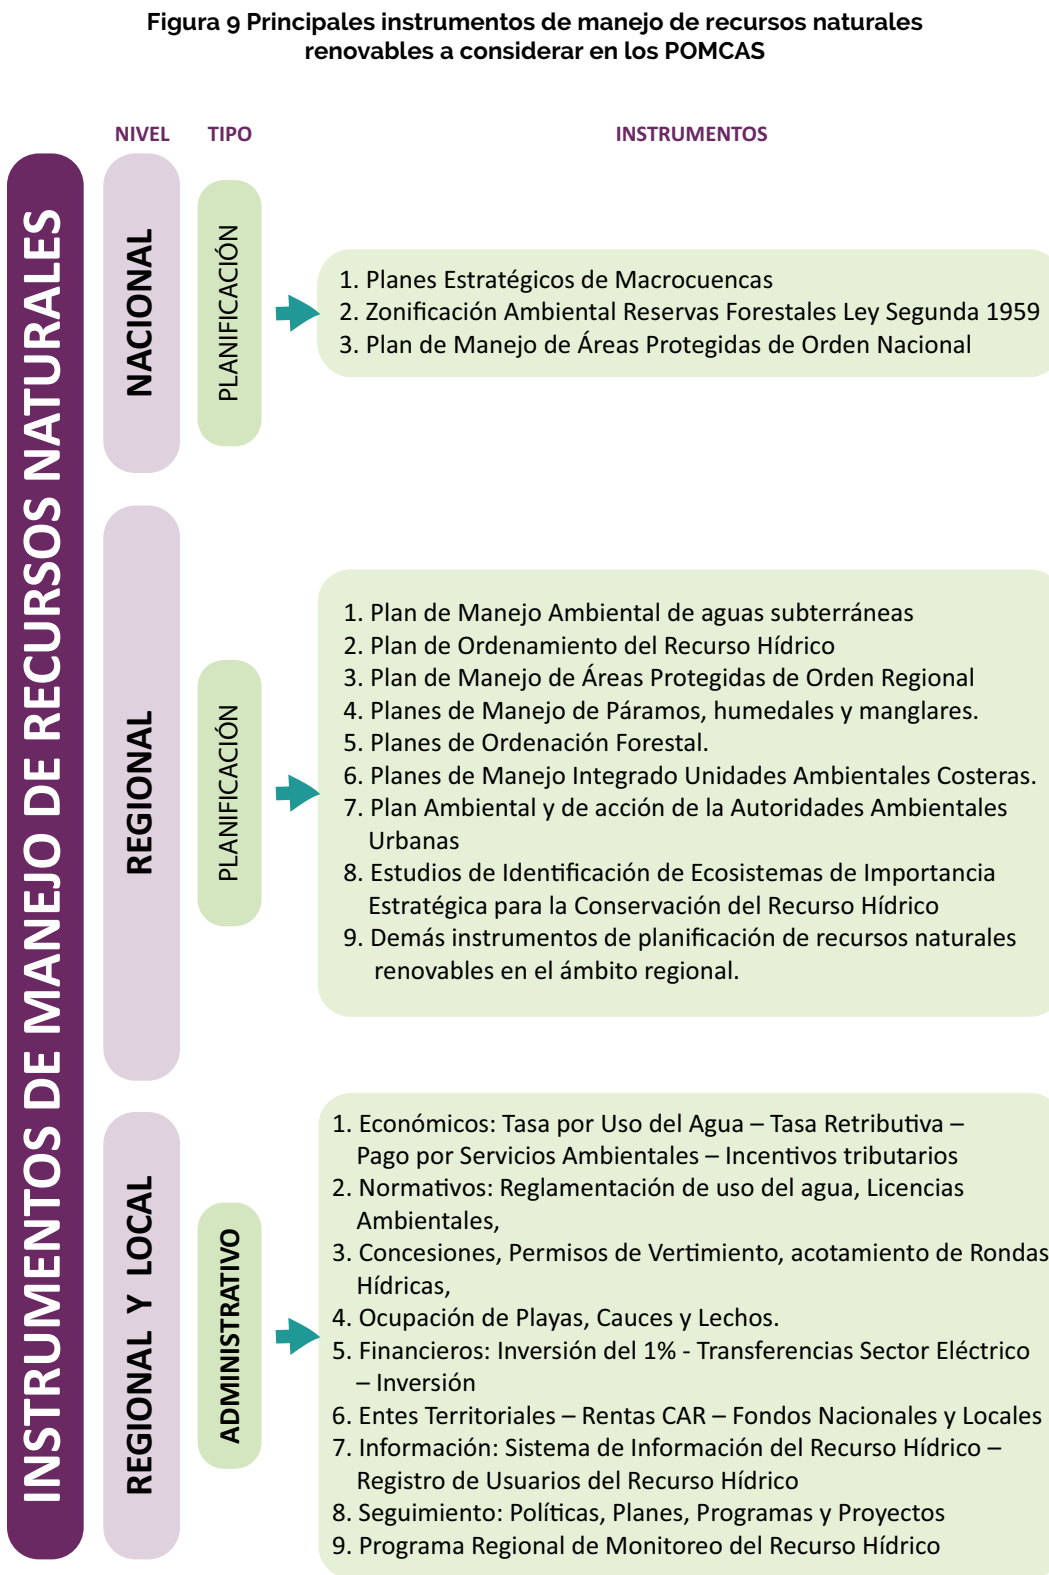 Figura 9 Principales instrumentos de manejo de recursos naturales
renovables a considerar en los POMCAS
NIVEL
TIPO
INSTRUMENTOS
INSTRUMENTOS DE MANEJO DE RECURSOS NATURALES
NACIONAL
PLANIFICACIÓN
1. Planes Estratégicos de Macrocuencas
2. Zonificación Ambiental Reservas Forestales Ley Segunda 1959
3. Plan de Manejo de Áreas Protegidas de Orden Nacional
REGIONAL
PLANIFICACIÓN
1. Plan de Manejo Ambiental de aguas subterráneas
2. Plan de Ordenamiento del Recurso Hídrico
3. Plan de Manejo de Áreas Protegidas de Orden Regional
4. Planes de Manejo de Páramos, humedales y manglares.
5. Planes de Ordenación Forestal.
6. Planes de Manejo Integrado Unidades Ambientales Costeras.
7. Plan Ambiental y de acción de la Autoridades Ambientales
Urbanas
8. Estudios de Identificación de Ecosistemas de Importancia
Estratégica para la Conservación del Recurso Hídrico
9. Demás instrumentos de planificación de recursos naturales
renovables en el ámbito regional.
REGIONAL Y LOCAL
ADMINISTRATIVO
1. Económicos: Tasa por Uso del Agua – Tasa Retributiva –
Pago por Servicios Ambientales – Incentivos tributarios
2. Normativos: Reglamentación de uso del agua, Licencias
Ambientales,
3. Concesiones, Permisos de Vertimiento, acotamiento de Rondas
Hídricas,
4. Ocupación de Playas, Cauces y Lechos.
5. Financieros: Inversión del 1% - Transferencias Sector Eléctrico
– Inversión
6. Entes Territoriales – Rentas CAR – Fondos Nacionales y Locales
7. Información: Sistema de Información del Recurso Hídrico –
Registro de Usuarios del Recurso Hídrico
8. Seguimiento: Políticas, Planes, Programas y Proyectos
9. Programa Regional de Monitoreo del Recurso Hídrico